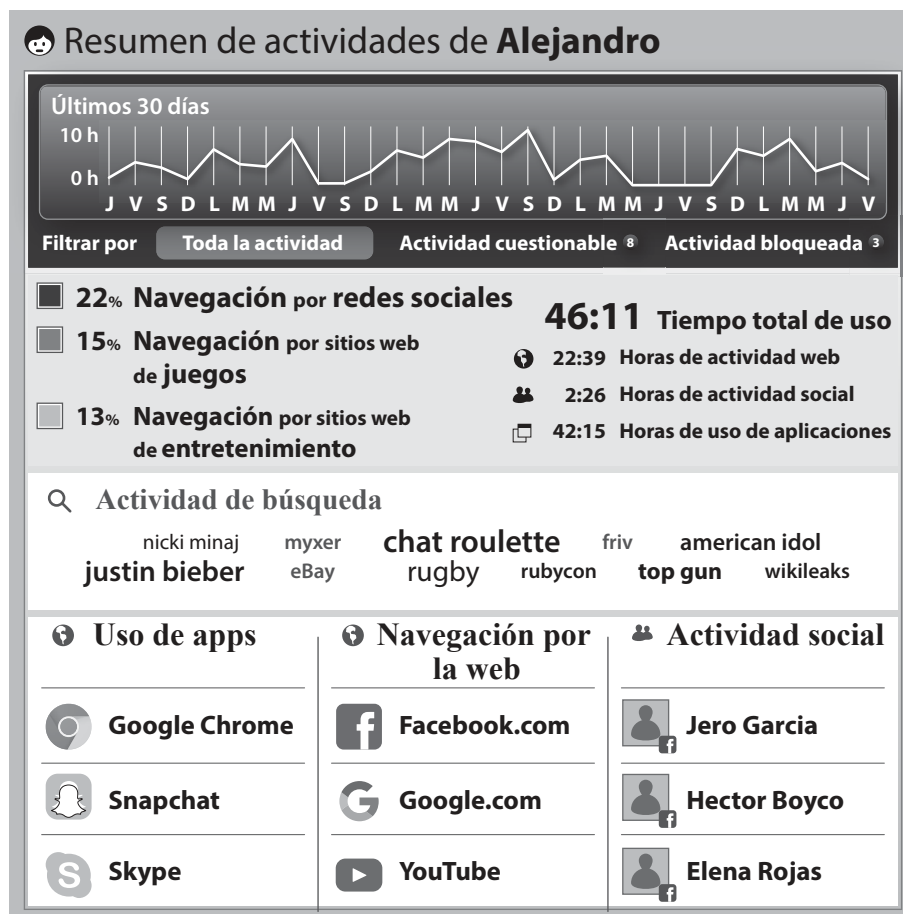 Resumen de actividades de Alejandro
Últimos 30 días
10 h
0 h
J V S D L M M J V S D L M M J V S D L M M J V S D L M M J V
Filtrar por Toda la actividad Actividad cuestionable 8 Actividad bloqueada 3
22% Navegación por redes sociales
15% Navegación por sitios web
de juegos
13% Navegación por sitios web
de entretenimiento
46:11 Tiempo total de uso
22:39 Horas de actividad web
2:26 Horas de actividad social
42:15 Horas de uso de aplicaciones
Actividad de búsqueda
nicki minaj myxer chat roulette friv american idol
justin bieber eBay rugby rubycon top gun wikileaks
Uso de apps
Google Chrome
Snapchat
Skype
Navegación por
la web
Facebook.com
Google.com
YouTube
Actividad social
Jero Garcia
Hector Boyco
Elena Rojas